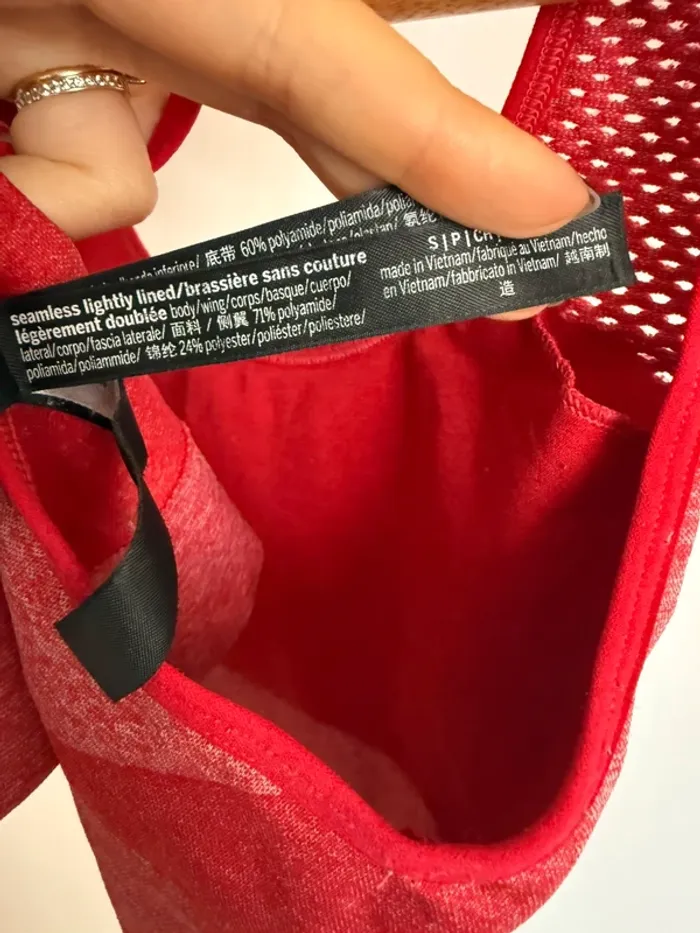 底带 60% polyamide/poliamida/
seamless lightly lined/brassière sans couture
légèrement doublée body/wing/corps/basque/cuerpo/
lateral/corpo/fascia laterale/ 面料 / 侧翼 71% polyamide/
poliamida/poliammide/ 锦纶 24% polyester/poliéster/poliestere/
S|P|CH
made in Vietnam/fabriqué au Vietnam/hecho
en Vietnam/fabbricato in Vietnam/ 越南制
造